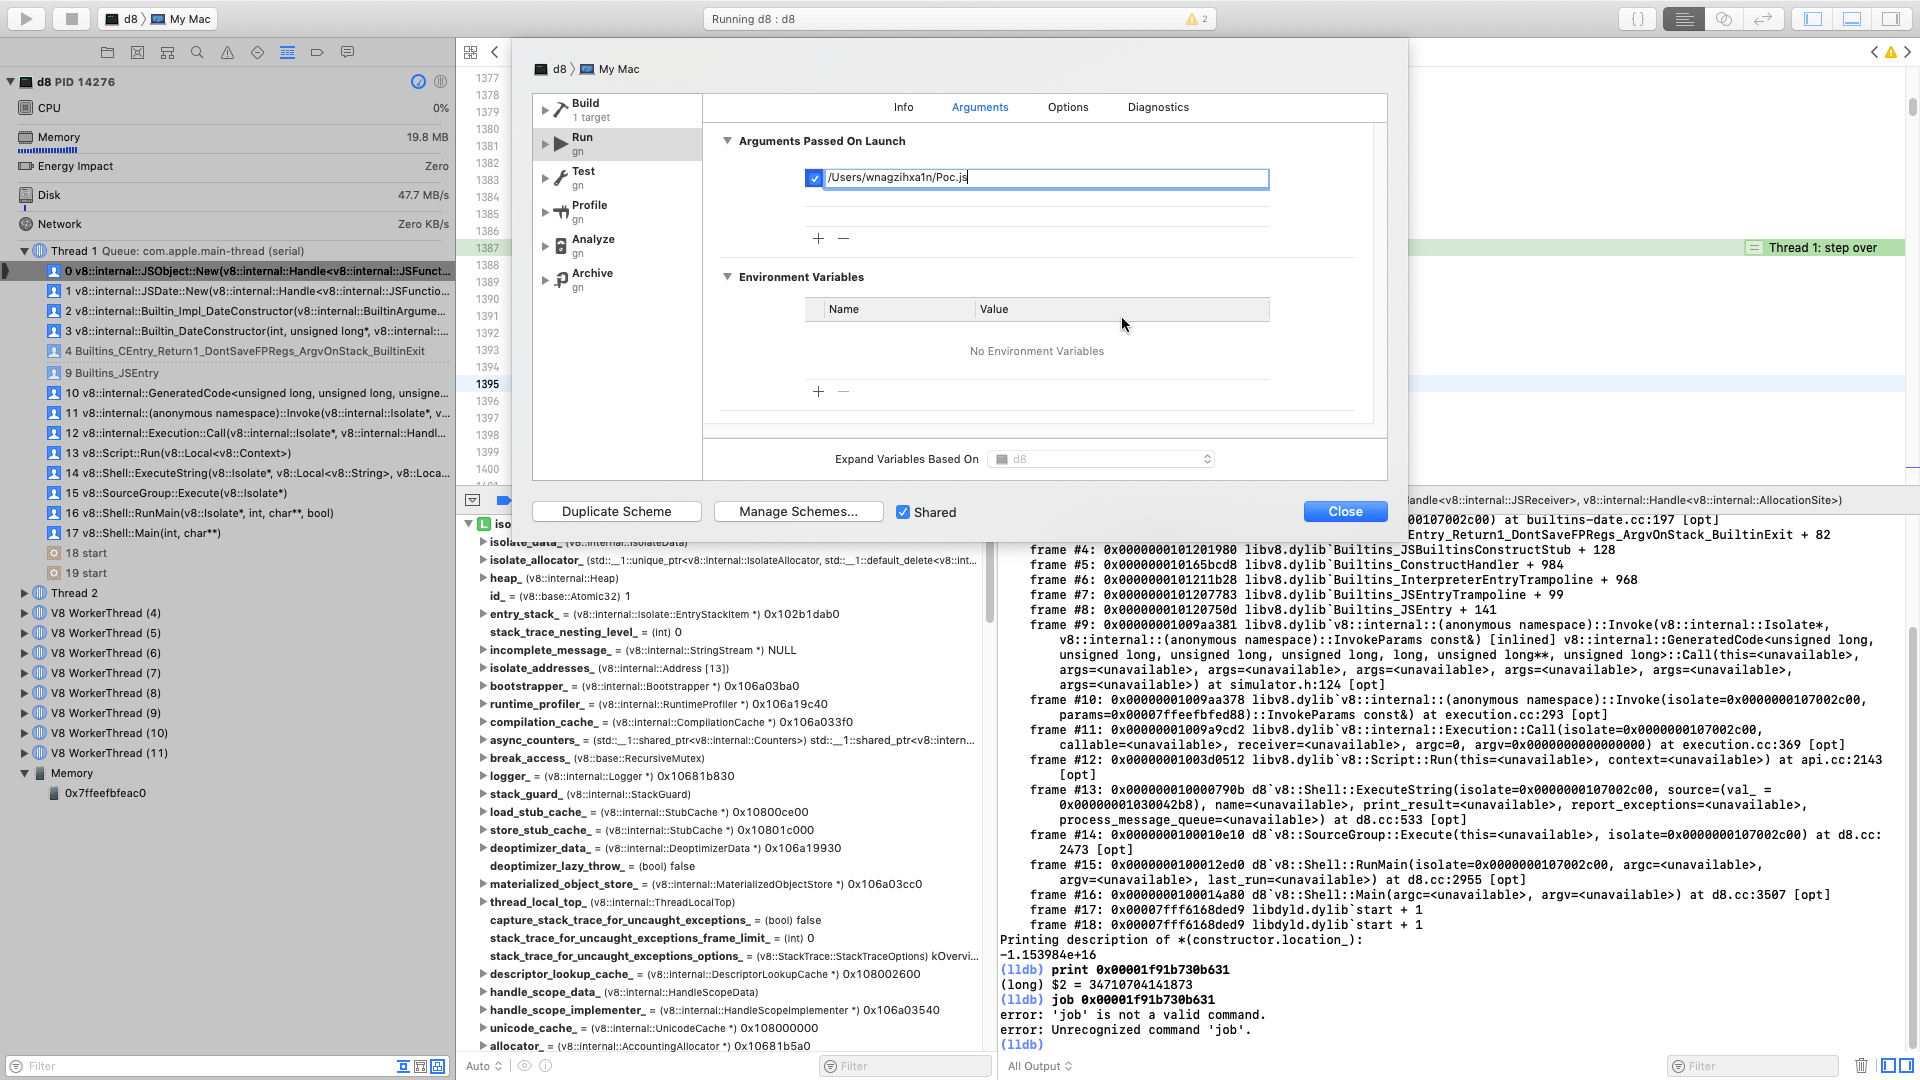 d8 〉 My Mac
Running d8 : d8
2
d8 PID 14276
CPU 0%
Memory 19.8 MB
Energy Impact Zero
Disk 47.7 MB/s
Network Zero KB/s
Thread 1 Queue: com.apple.main-thread (serial)
0 v8::internal::JSObject::New(v8::internal::Handle<v8::internal::JSFunct...
1 v8::internal::JSDate::New(v8::internal::Handle<v8::internal::JSFunctio...
2 v8::internal::Builtin_Impl_DateConstructor(v8::internal::BuiltinArgume...
3 v8::internal::Builtin_DateConstructor(int, unsigned long*, v8::internal::...
4 Builtins_CEntry_Return1_DontSaveFPRegs_ArgvOnStack_BuiltinExit
9 Builtins_JSEntry
10 v8::internal::GeneratedCode<unsigned long, unsigned long, unsigne...
11 v8::internal::(anonymous namespace)::Invoke(v8::internal::Isolate*, v...
12 v8::internal::Execution::Call(v8::internal::Isolate*, v8::internal::Handl...
13 v8::Script::Run(v8::Local<v8::Context>)
14 v8::Shell::ExecuteString(v8::Isolate*, v8::Local<v8::String>, v8::Loca...
15 v8::SourceGroup::Execute(v8::Isolate*)
16 v8::Shell::RunMain(v8::Isolate*, int, char**, bool)
17 v8::Shell::Main(int, char**)
18 start
19 start
Thread 2
V8 WorkerThread (4)
V8 WorkerThread (5)
V8 WorkerThread (6)
V8 WorkerThread (7)
V8 WorkerThread (8)
V8 WorkerThread (9)
V8 WorkerThread (10)
V8 WorkerThread (11)
Memory
0x7ffeefbfeac0
Filter
1377
1378
1379
1380
1381
1382
1383
1384
1385
1386
1387
1388
1389
1390
1391
1392
1393
1394
1395
1396
1397
1398
1399
1400
Thread 1: step over
d8 〉 My Mac
Build
1 target
Run
gn
Test
gn
Profile
gn
Analyze
gn
Archive
gn
Info Arguments Options Diagnostics
Arguments Passed On Launch
/Users/wnagzihxa1n/Poc.js
Environment Variables
Name Value
No Environment Variables
Expand Variables Based On d8
Duplicate Scheme Manage Schemes... Shared Close
andle<v8::internal::JSReceiver>, v8::internal::Handle<v8::internal::AllocationSite>)
L iso
isolate_data_ (v8::internal::IsolateData)
isolate_allocator_ (std::__1::unique_ptr<v8::internal::IsolateAllocator, std::__1::default_delete<v8::int...
heap_ (v8::internal::Heap)
id_ = (v8::base::Atomic32) 1
entry_stack_ = (v8::internal::Isolate::EntryStackItem *) 0x102b1dab0
stack_trace_nesting_level_ = (int) 0
incomplete_message_ = (v8::internal::StringStream *) NULL
isolate_addresses_ (v8::internal::Address [13])
bootstrapper_ = (v8::internal::Bootstrapper *) 0x106a03ba0
runtime_profiler_ = (v8::internal::RuntimeProfiler *) 0x106a19c40
compilation_cache_ = (v8::internal::CompilationCache *) 0x106a033f0
async_counters_ = (std::__1::shared_ptr<v8::internal::Counters>) std::__1::shared_ptr<v8::intern...
break_access_ (v8::base::RecursiveMutex)
logger_ = (v8::internal::Logger *) 0x10681b830
stack_guard_ (v8::internal::StackGuard)
load_stub_cache_ = (v8::internal::StubCache *) 0x10800ce00
store_stub_cache_ = (v8::internal::StubCache *) 0x10801c000
deoptimizer_data_ = (v8::internal::DeoptimizerData *) 0x106a19930
deoptimizer_lazy_throw_ = (bool) false
materialized_object_store_ = (v8::internal::MaterializedObjectStore *) 0x106a03cc0
thread_local_top_ (v8::internal::ThreadLocalTop)
capture_stack_trace_for_uncaught_exceptions_ = (bool) false
stack_trace_for_uncaught_exceptions_frame_limit_ = (int) 0
stack_trace_for_uncaught_exceptions_options_ = (v8::StackTrace::StackTraceOptions) kOvervi...
descriptor_lookup_cache_ = (v8::internal::DescriptorLookupCache *) 0x108002600
handle_scope_data_ (v8::internal::HandleScopeData)
handle_scope_implementer_ = (v8::internal::HandleScopeImplementer *) 0x106a03540
unicode_cache_ = (v8::internal::UnicodeCache *) 0x108000000
allocator_ = (v8::internal::AccountingAllocator *) 0x10681b5a0
Auto
Filter
00107002c00) at builtins-date.cc:197 [opt]
Entry_Return1_DontSaveFPRegs_ArgvOnStack_BuiltinExit + 82
frame #4: 0x0000000101201980 libv8.dylib`Builtins_JSBuiltinsConstructStub + 128
frame #5: 0x000000010165bcd8 libv8.dylib`Builtins_ConstructHandler + 984
frame #6: 0x0000000101211b28 libv8.dylib`Builtins_InterpreterEntryTrampoline + 968
frame #7: 0x0000000101207783 libv8.dylib`Builtins_JSEntryTrampoline + 99
frame #8: 0x000000010120750d libv8.dylib`Builtins_JSEntry + 141
frame #9: 0x00000001009aa381 libv8.dylib`v8::internal::(anonymous namespace)::Invoke(v8::internal::Isolate*,
v8::internal::(anonymous namespace)::InvokeParams const&) [inlined] v8::internal::GeneratedCode<unsigned long,
unsigned long, unsigned long, unsigned long, long, unsigned long**, unsigned long>::Call(this=<unavailable>,
args=<unavailable>, args=<unavailable>, args=<unavailable>, args=<unavailable>, args=<unavailable>,
args=<unavailable>) at simulator.h:124 [opt]
frame #10: 0x00000001009aa378 libv8.dylib`v8::internal::(anonymous namespace)::Invoke(isolate=0x0000000107002c00,
params=0x00007ffeefbfed88)::InvokeParams const&) at execution.cc:293 [opt]
frame #11: 0x00000001009a9cd2 libv8.dylib`v8::internal::Execution::Call(isolate=0x0000000107002c00,
callable=<unavailable>, receiver=<unavailable>, argc=0, argv=0x0000000000000000) at execution.cc:369 [opt]
frame #12: 0x00000001003d0512 libv8.dylib`v8::Script::Run(this=<unavailable>, context=<unavailable>) at api.cc:2143
[opt]
frame #13: 0x000000010000790b d8`v8::Shell::ExecuteString(isolate=0x0000000107002c00, source=(val_ =
0x00000001030042b8), name=<unavailable>, print_result=<unavailable>, report_exceptions=<unavailable>,
process_message_queue=<unavailable>) at d8.cc:533 [opt]
frame #14: 0x0000000100010e10 d8`v8::SourceGroup::Execute(this=<unavailable>, isolate=0x0000000107002c00) at d8.cc:
2473 [opt]
frame #15: 0x0000000100012ed0 d8`v8::Shell::RunMain(isolate=0x0000000107002c00, argc=<unavailable>,
argv=<unavailable>, last_run=<unavailable>) at d8.cc:2955 [opt]
frame #16: 0x0000000100014a80 d8`v8::Shell::Main(argc=<unavailable>, argv=<unavailable>) at d8.cc:3507 [opt]
frame #17: 0x00007fff6168ded9 libdyld.dylib`start + 1
frame #18: 0x00007fff6168ded9 libdyld.dylib`start + 1
Printing description of *(constructor.location_):
-1.153984e+16
(lldb) print 0x00001f91b730b631
(long) $2 = 34710704141873
(lldb) job 0x00001f91b730b631
error: 'job' is not a valid command.
error: Unrecognized command 'job'.
(lldb)
All Output
Filter